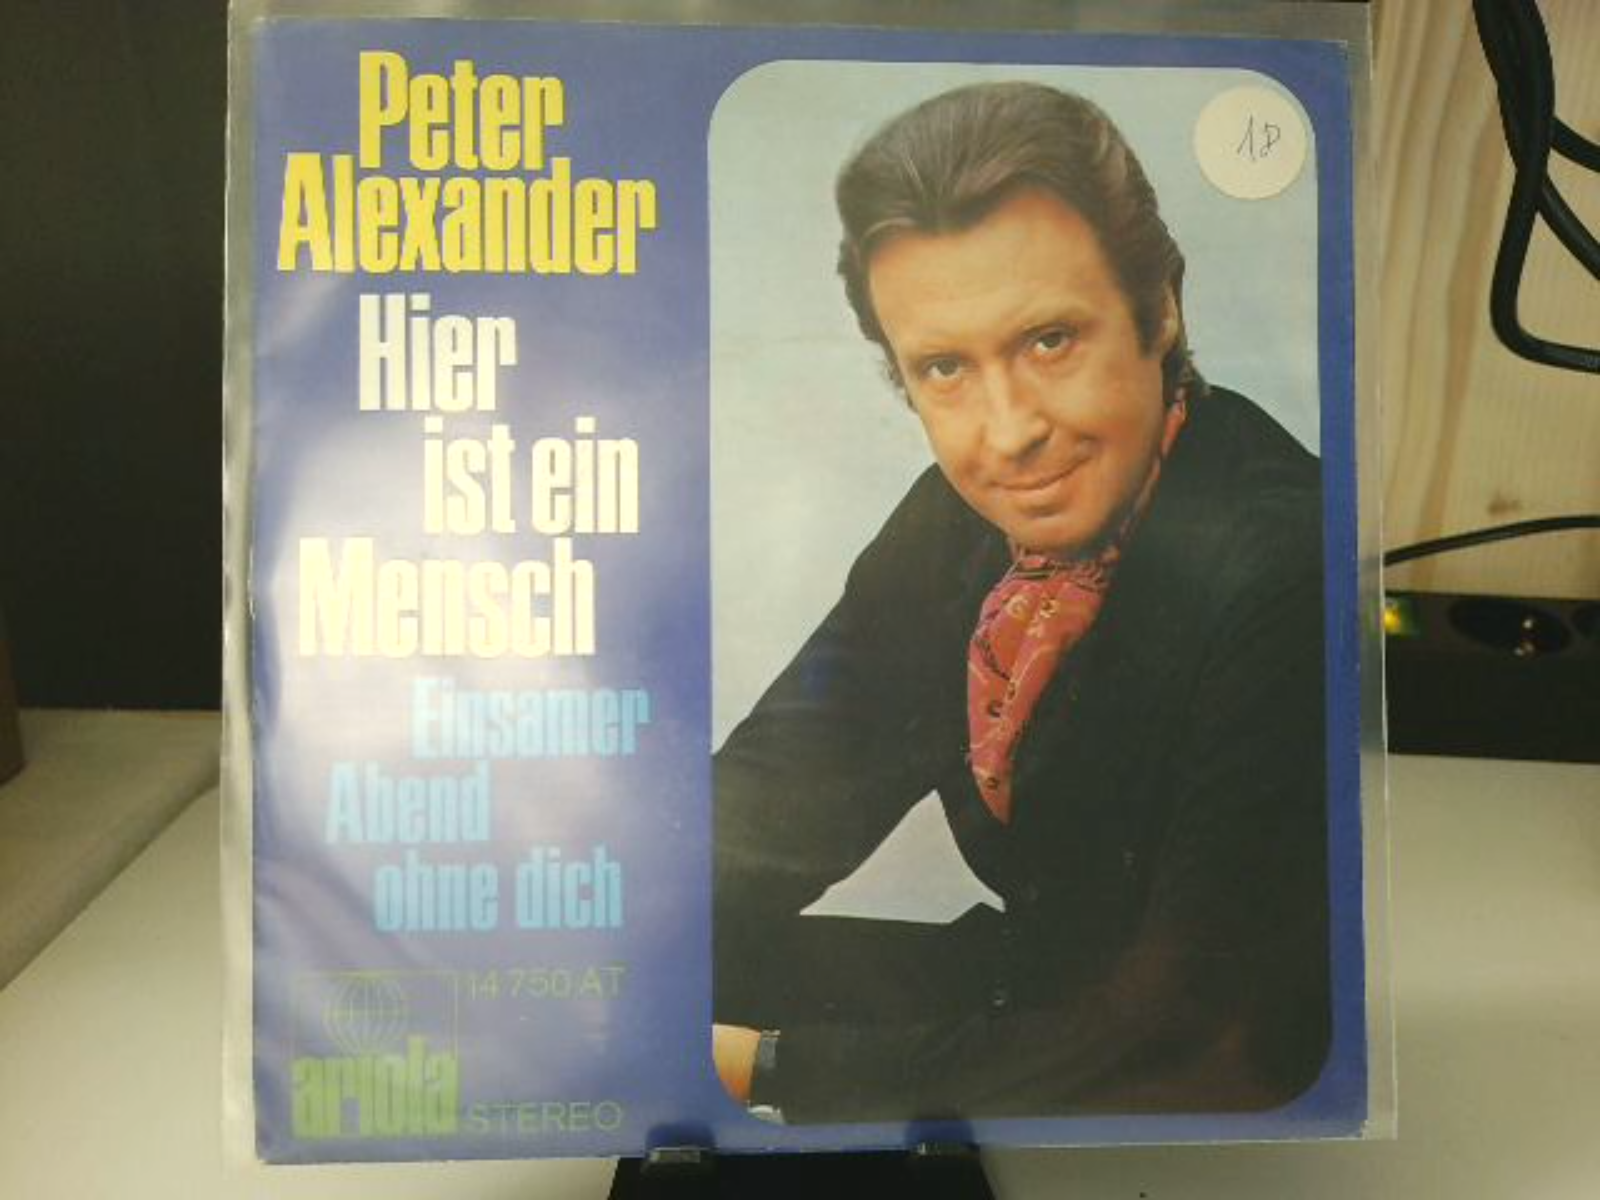 Peter
Alexander
Hier
ist ein
Mensch
Einsamer
Abend
ohne dich
14 750 AT
ariola
STEREO